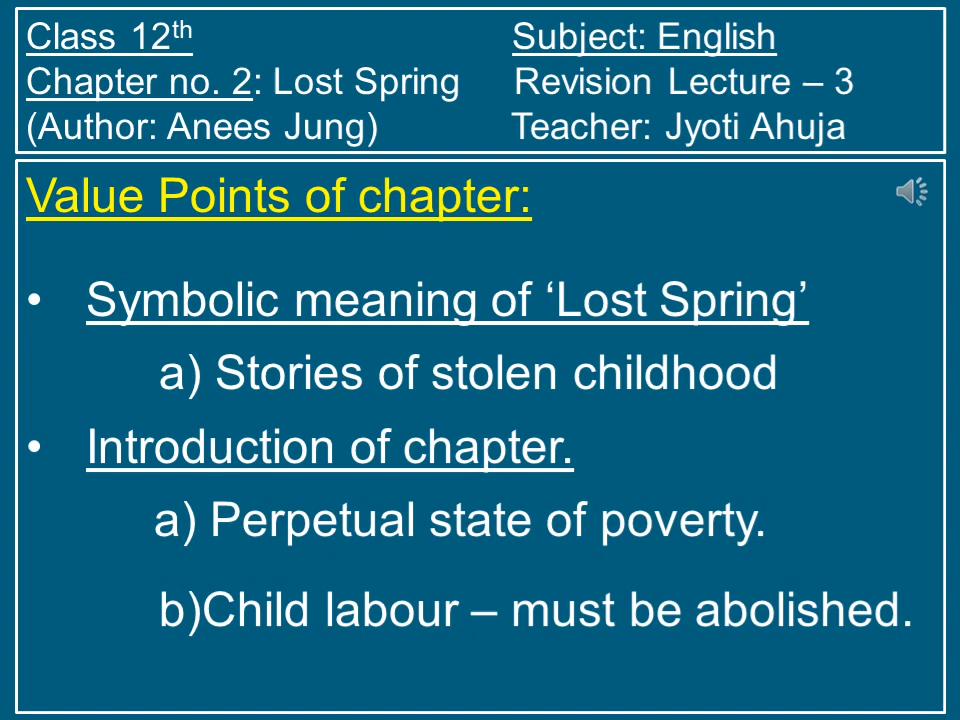 Class 12th Subject: English
Chapter no. 2: Lost Spring Revision Lecture – 3
(Author: Anees Jung) Teacher: Jyoti Ahuja
Value Points of chapter:
• Symbolic meaning of ‘Lost Spring’
a) Stories of stolen childhood
• Introduction of chapter.
a) Perpetual state of poverty.
b)Child labour – must be abolished.